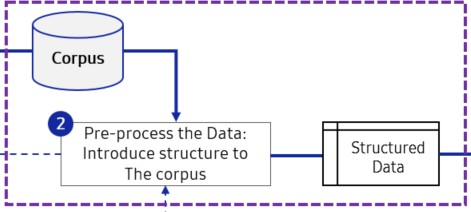 Corpus
2
Pre-process the Data:
Introduce structure to
The corpus
Structured
Data